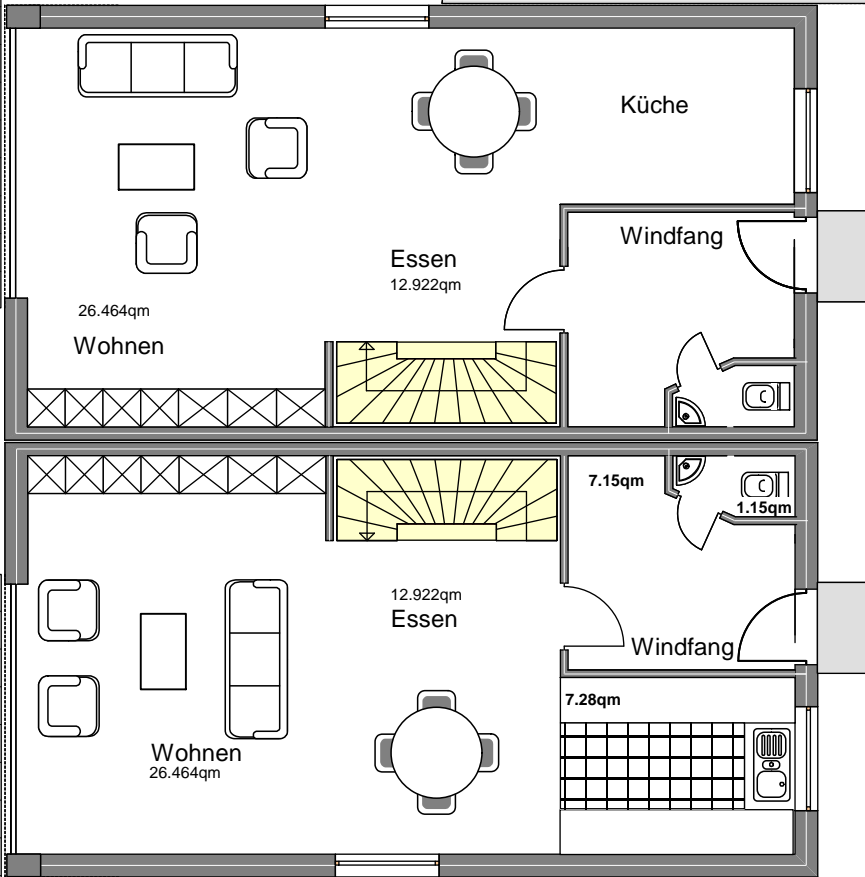 Küche
Windfang
Essen
12.922qm
26.464qm
Wohnen
7.15qm
1.15qm
12.922qm
Essen
Windfang
7.28qm
Wohnen
26.464qm